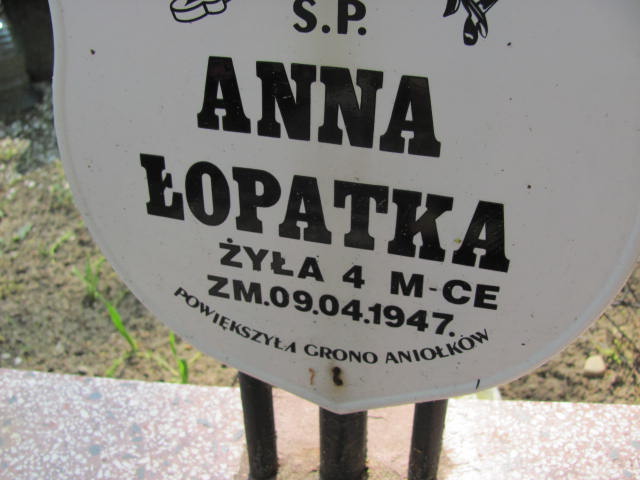 S.P.
ANNA
ŁOPATKA
ŻYŁA 4 M-CE
ZM.09.04.1947.
POWIĘKSZYŁA GRONO ANIOŁKÓW